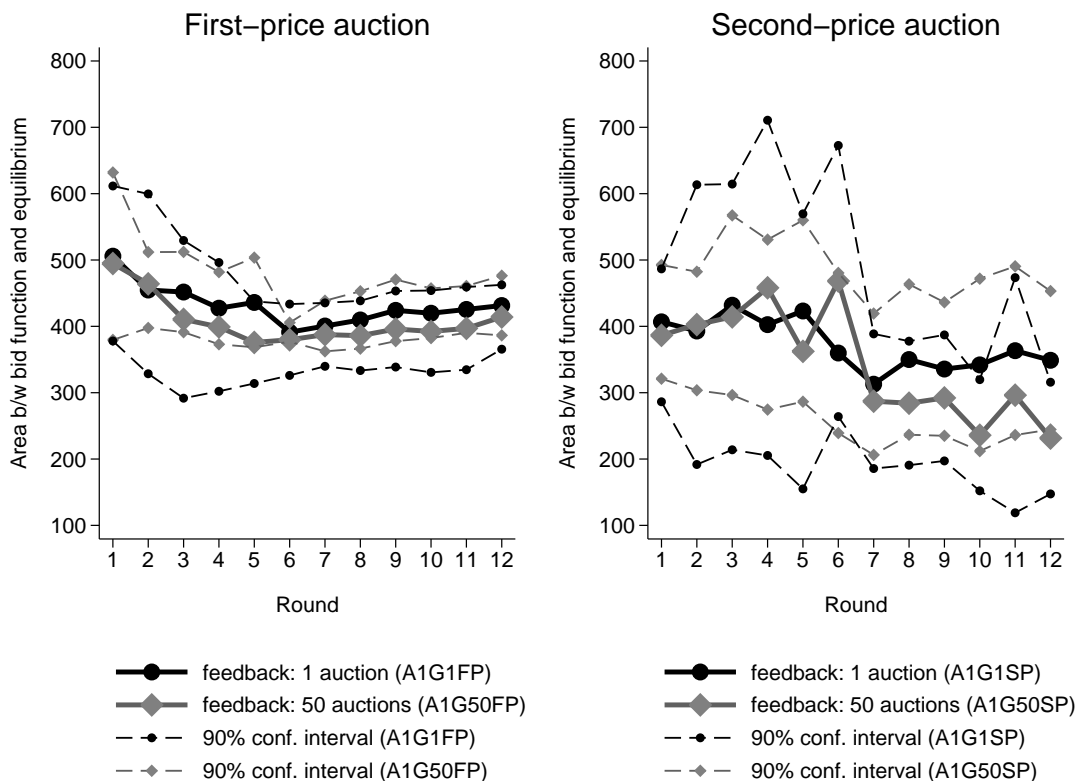 First−price auction
Area b/w bid function and equilibrium
800
700
600
500
400
300
200
100
1 2 3 4 5 6 7 8 9 10 11 12
Round
feedback: 1 auction (A1G1FP)
feedback: 50 auctions (A1G50FP)
90% conf. interval (A1G1FP)
90% conf. interval (A1G50FP)
Second−price auction
Area b/w bid function and equilibrium
800
700
600
500
400
300
200
100
1 2 3 4 5 6 7 8 9 10 11 12
Round
feedback: 1 auction (A1G1SP)
feedback: 50 auctions (A1G50SP)
90% conf. interval (A1G1SP)
90% conf. interval (A1G50SP)